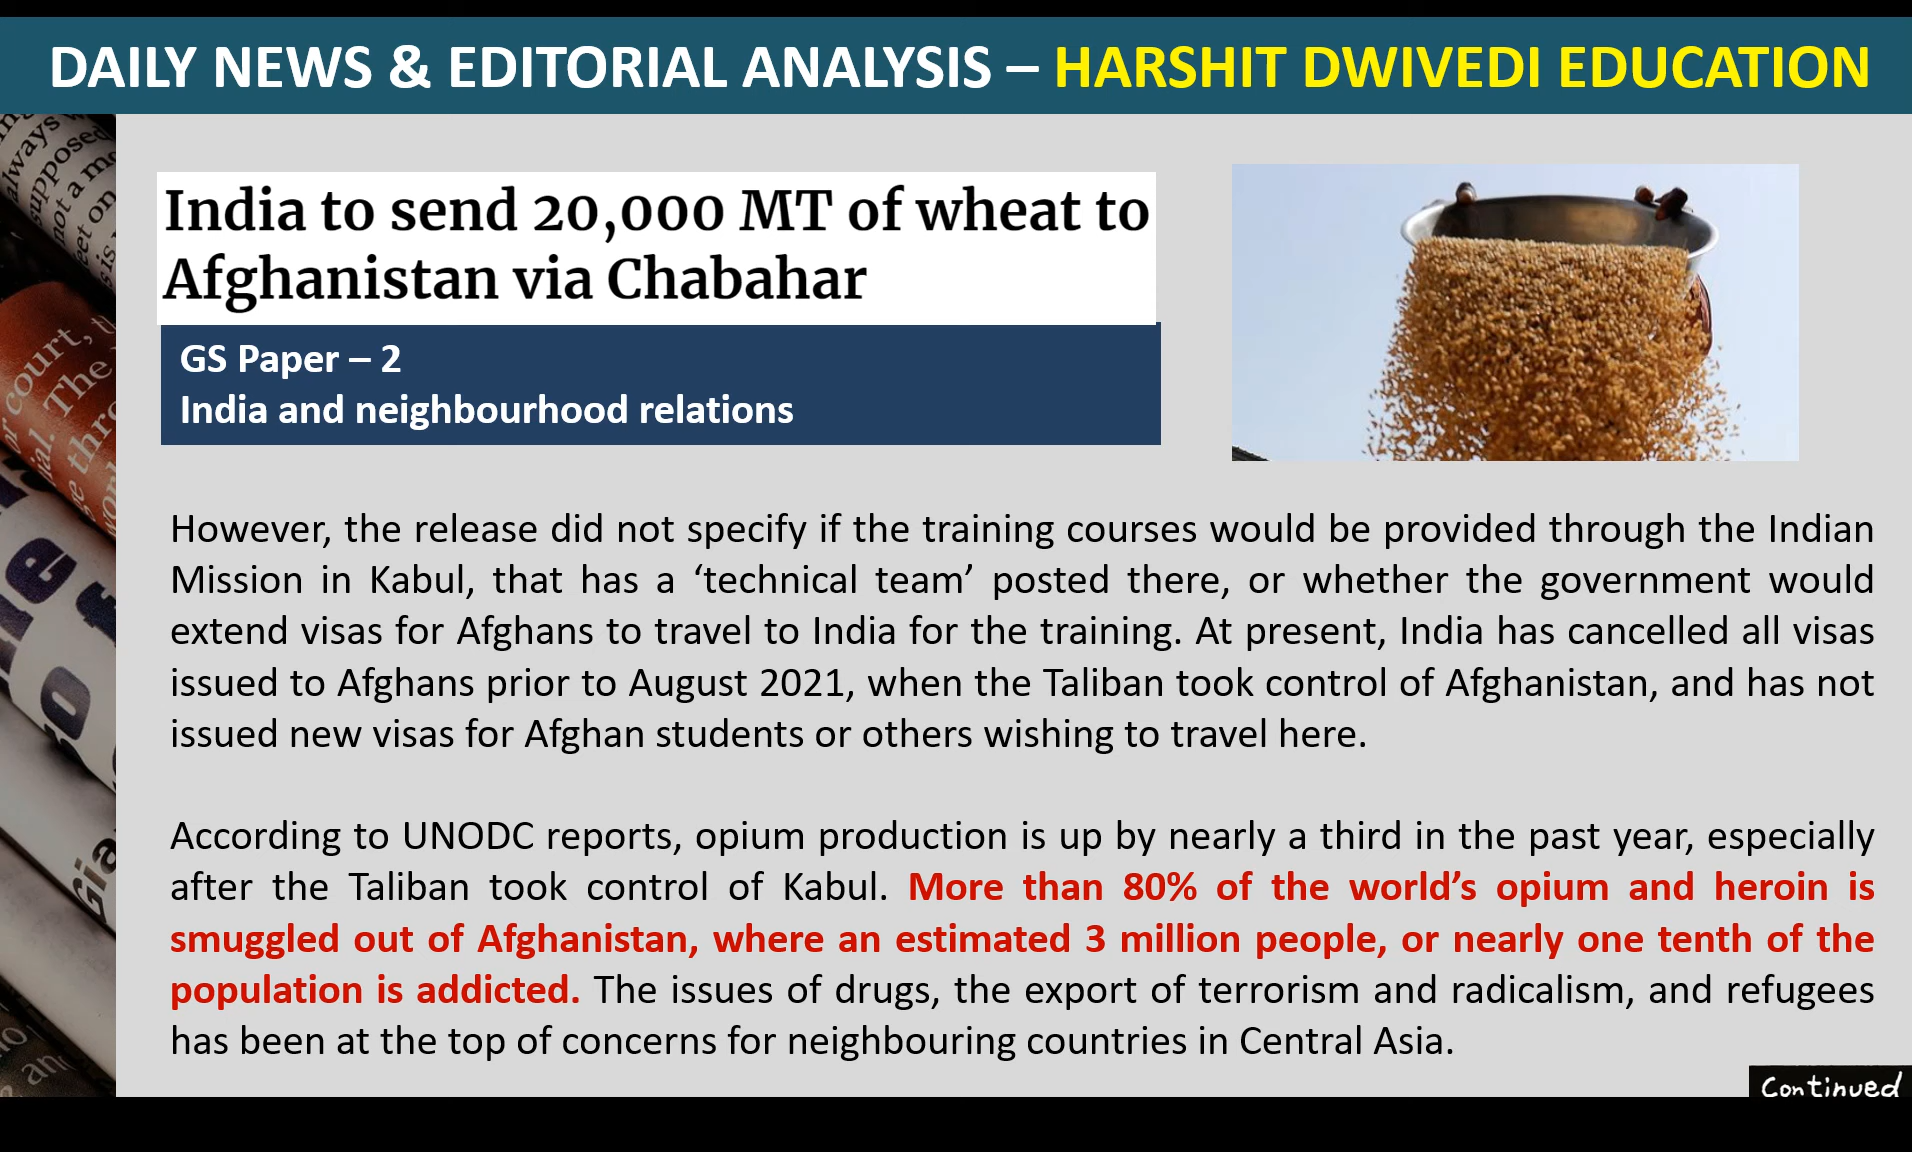 DAILY NEWS & EDITORIAL ANALYSIS – HARSHIT DWIVEDI EDUCATION
always
supposed
not a
on
court,
The
India to send 20,000 MT of wheat to
Afghanistan via Chabahar
GS Paper – 2
India and neighbourhood relations
However, the release did not specify if the training courses would be provided through the Indian
Mission in Kabul, that has a ‘technical team’ posted there, or whether the government would
extend visas for Afghans to travel to India for the training. At present, India has cancelled all visas
issued to Afghans prior to August 2021, when the Taliban took control of Afghanistan, and has not
issued new visas for Afghan students or others wishing to travel here.
According to UNODC reports, opium production is up by nearly a third in the past year, especially
after the Taliban took control of Kabul. More than 80% of the world’s opium and heroin is
smuggled out of Afghanistan, where an estimated 3 million people, or nearly one tenth of the
population is addicted. The issues of drugs, the export of terrorism and radicalism, and refugees
has been at the top of concerns for neighbouring countries in Central Asia.
Continued